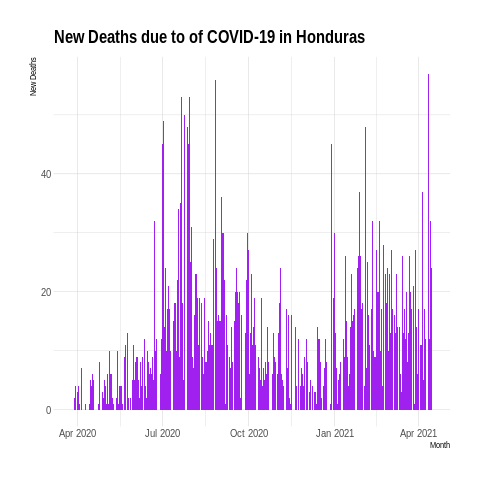 New Deaths due to of COVID-19 in Honduras
New Deaths
40
20
0
Apr 2020 Jul 2020 Oct 2020 Jan 2021 Apr 2021
Month